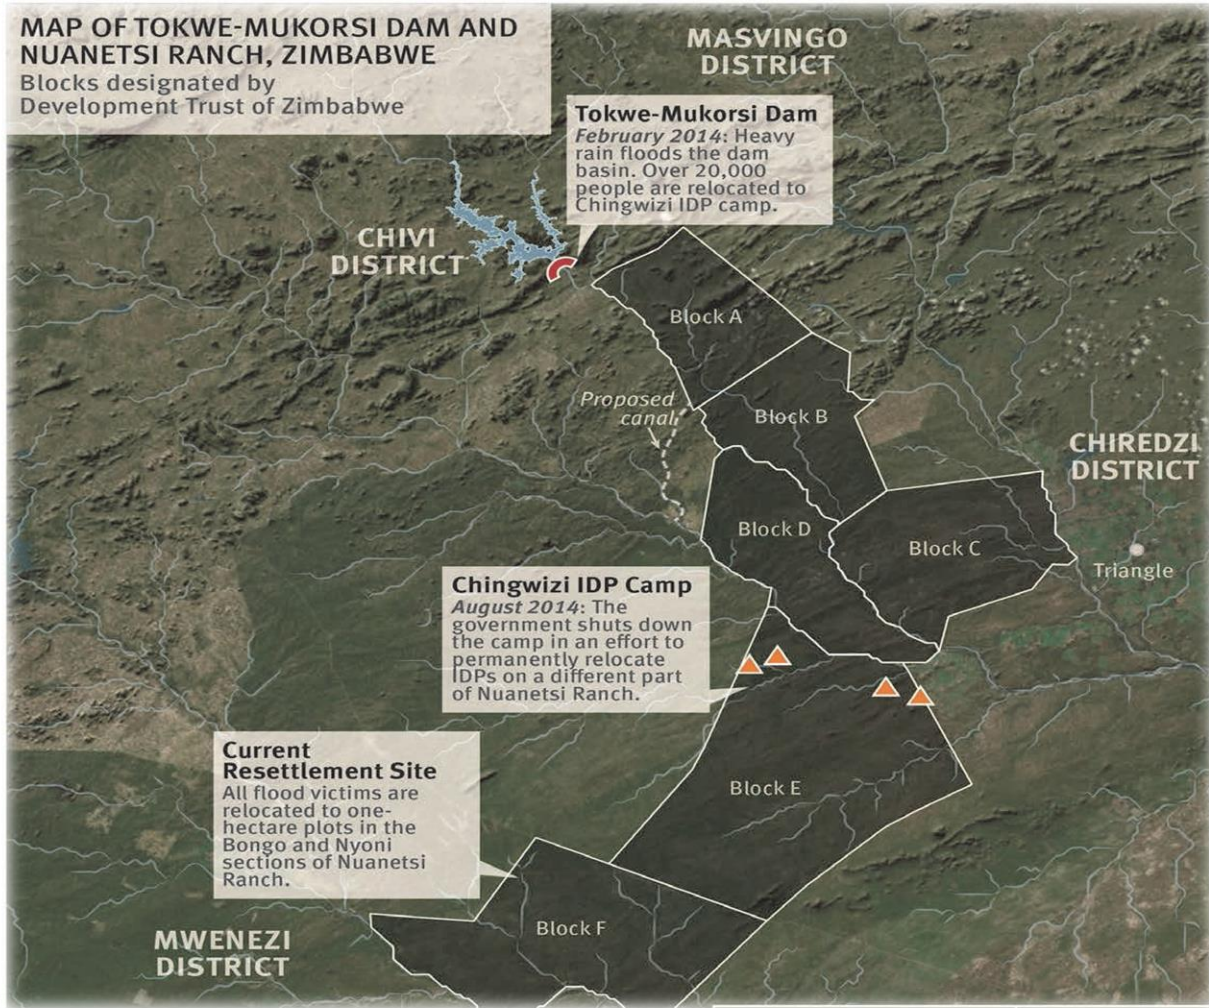 MAP OF TOKWE-MUKORSI DAM AND
NUANETSI RANCH, ZIMBABWE
Blocks designated by
Development Trust of Zimbabwe
MASVINGO
DISTRICT
Tokwe-Mukorsi Dam
February 2014: Heavy
rain floods the dam
basin. Over 20,000
people are relocated to
Chingwizi IDP camp.
CHIVI
DISTRICT
Block A
Proposed
canal
Block B
CHIREDZI
DISTRICT
Block D
Block C
Triangle
Chingwizi IDP Camp
August 2014: The
government shuts down
the camp in an effort to
permanently relocate
IDPs on a different part
of Nuanetsi Ranch.
Current
Resettlement Site
All flood victims are
relocated to one-
hectare plots in the
Bongo and Nyoni
sections of Nuanetsi
Ranch.
Block E
Block F
MWENEZI
DISTRICT